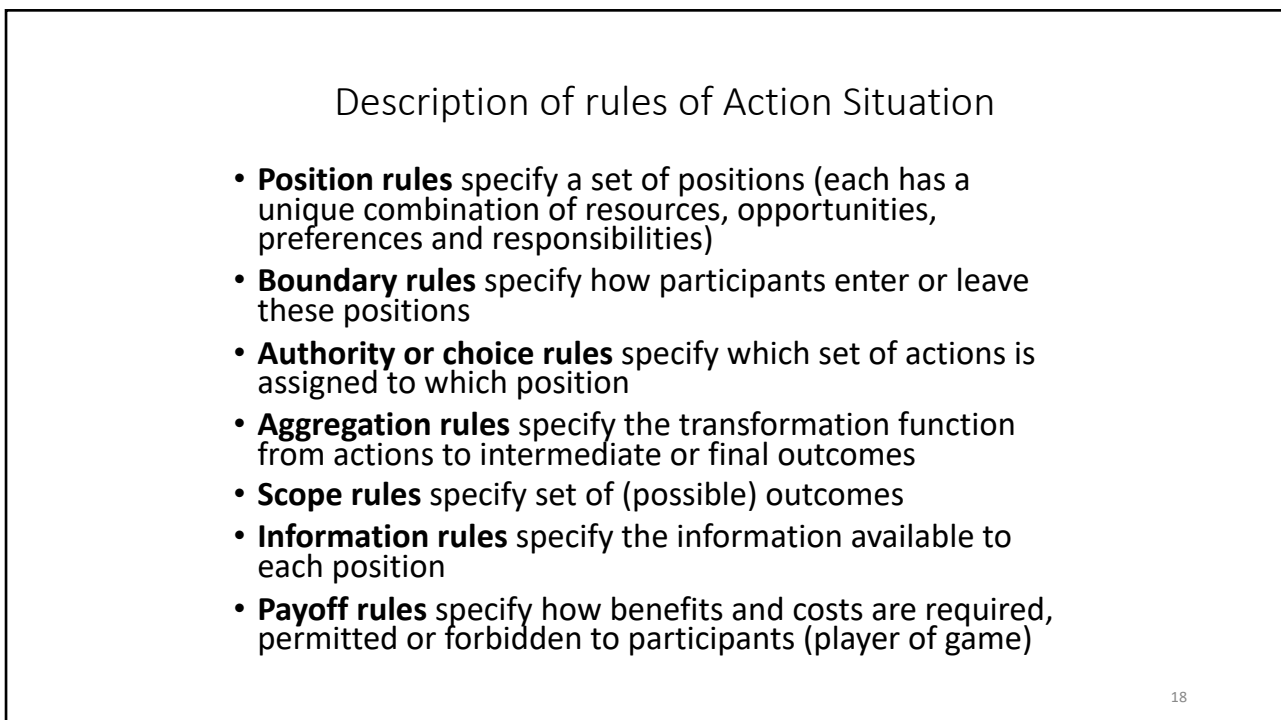 Description of rules of Action Situation
• Position rules specify a set of positions (each has a
unique combination of resources, opportunities,
preferences and responsibilities)
• Boundary rules specify how participants enter or leave
these positions
• Authority or choice rules specify which set of actions is
assigned to which position
• Aggregation rules specify the transformation function
from actions to intermediate or final outcomes
• Scope rules specify set of (possible) outcomes
• Information rules specify the information available to
each position
• Payoff rules specify how benefits and costs are required,
permitted or forbidden to participants (player of game)
18